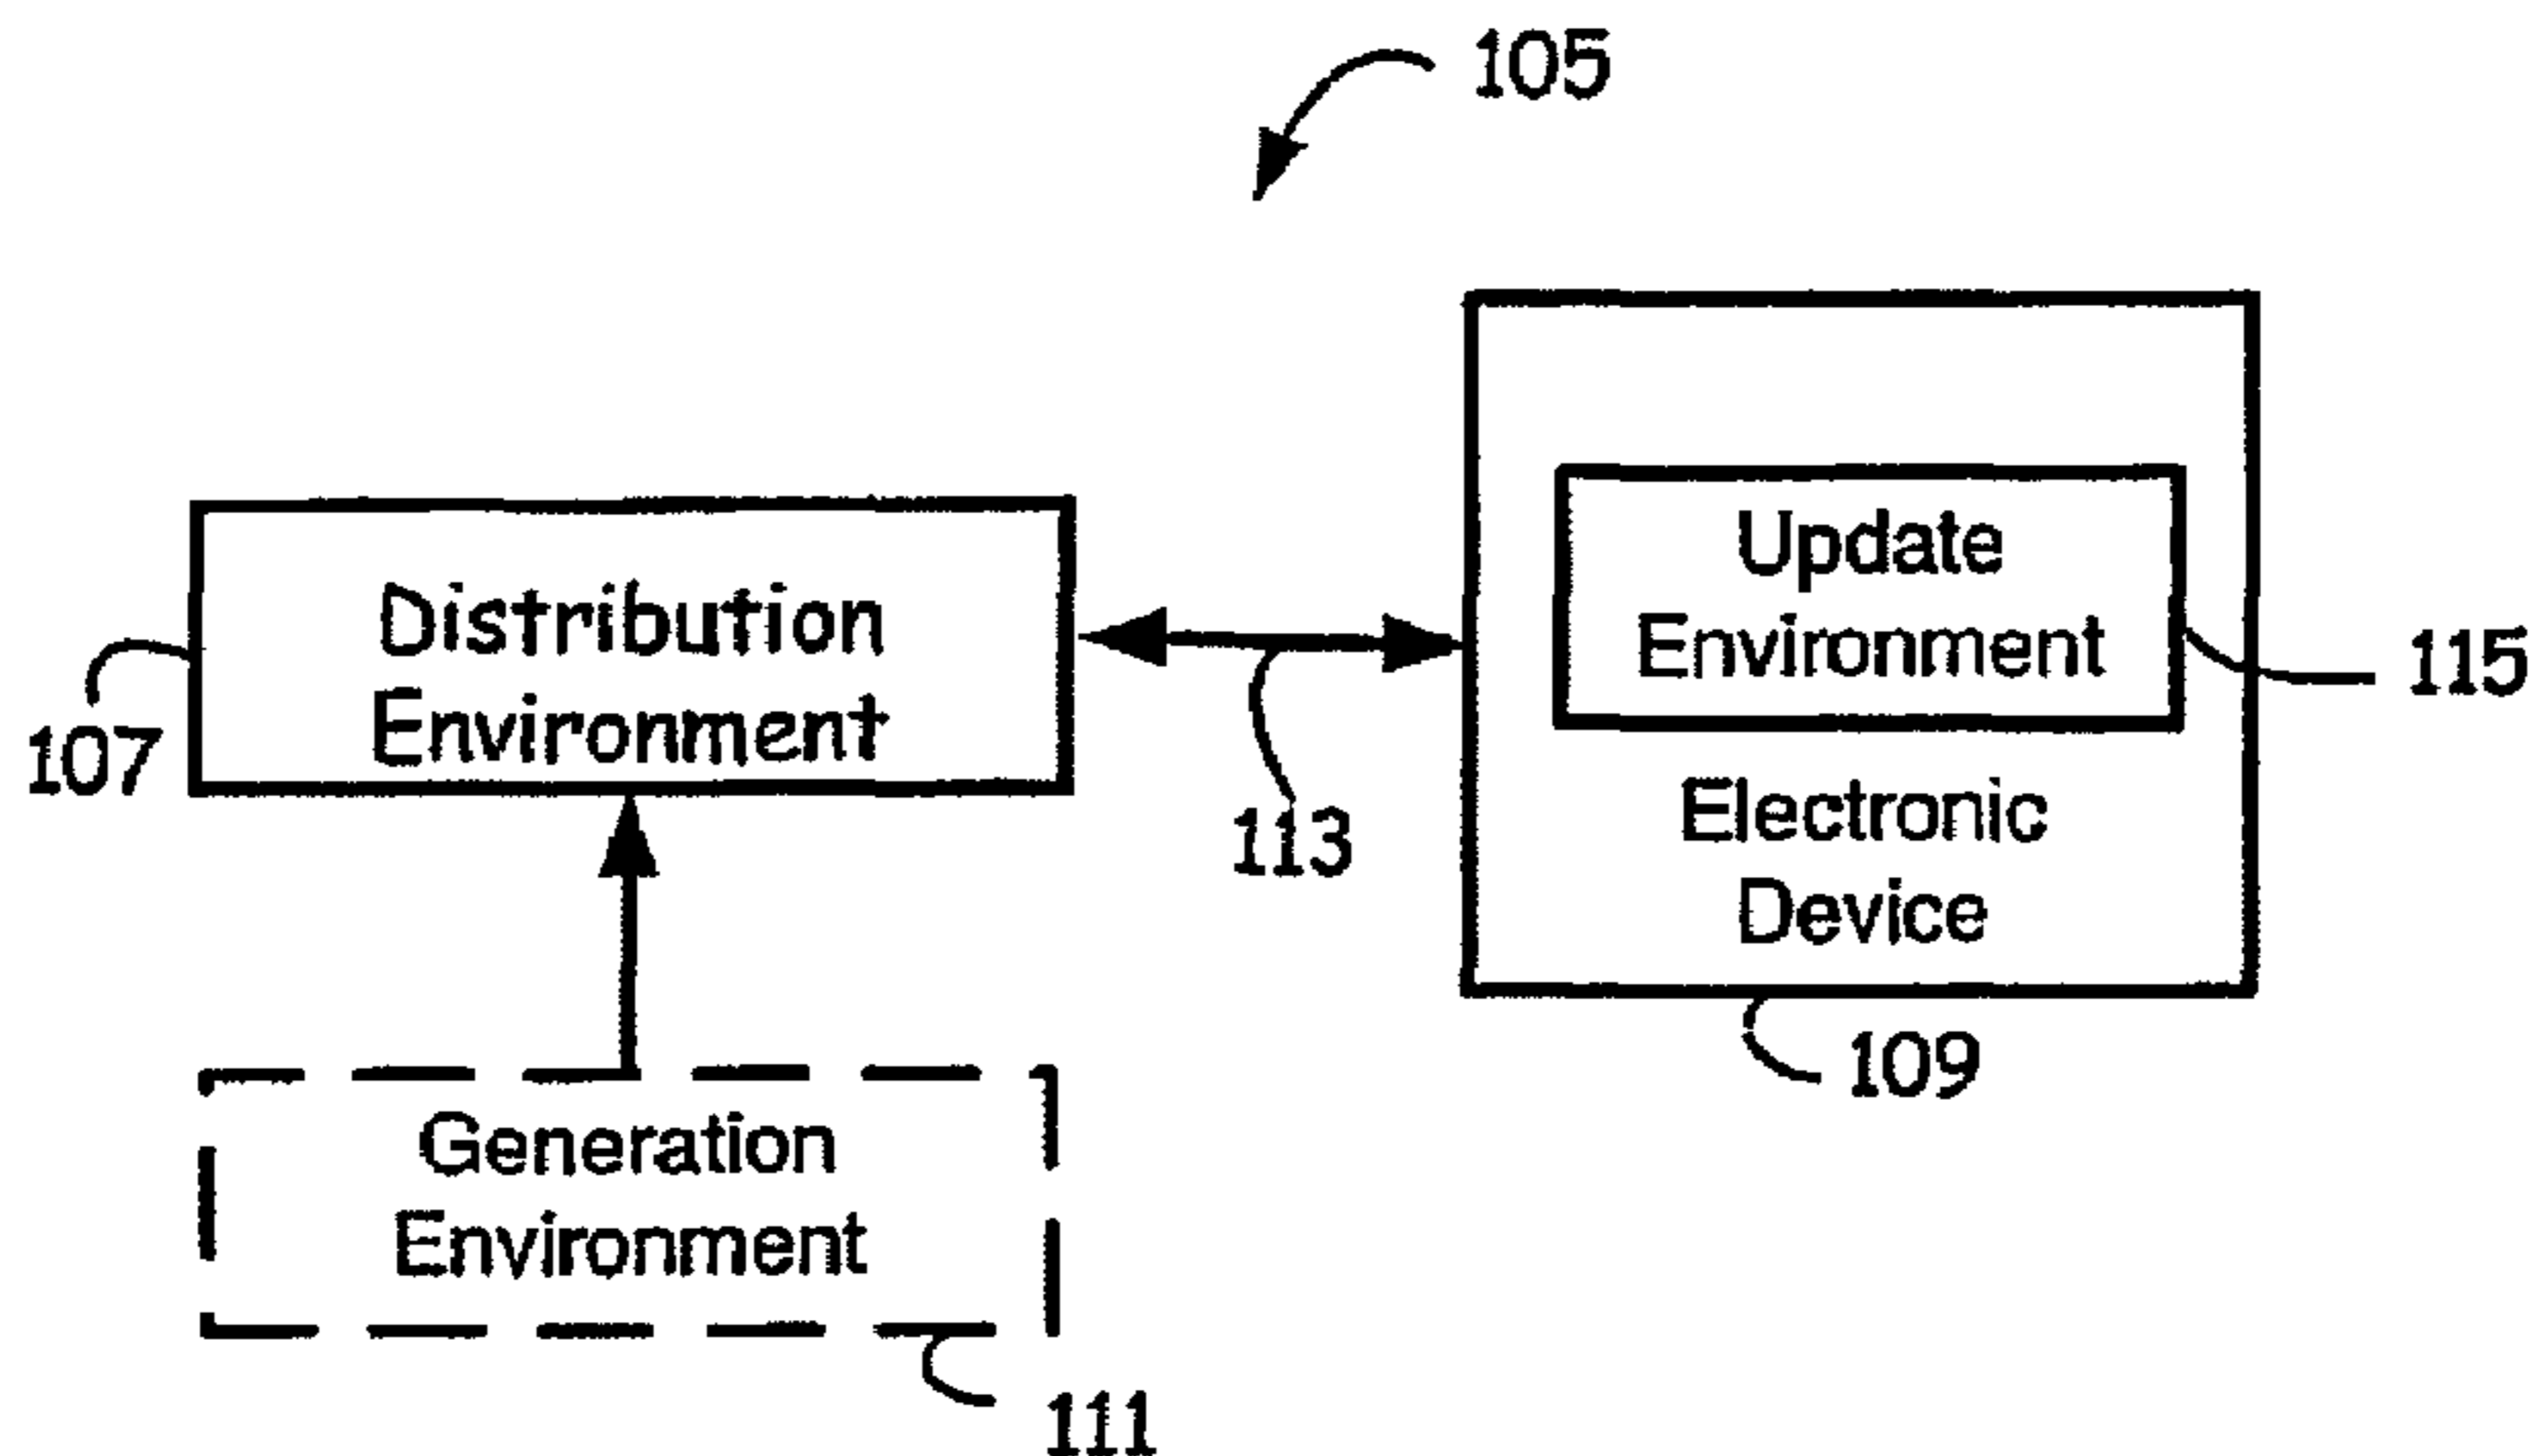 105
Distribution
Environment
107
113
Update
Environment
115
Electronic
Device
109
Generation
Environment
111